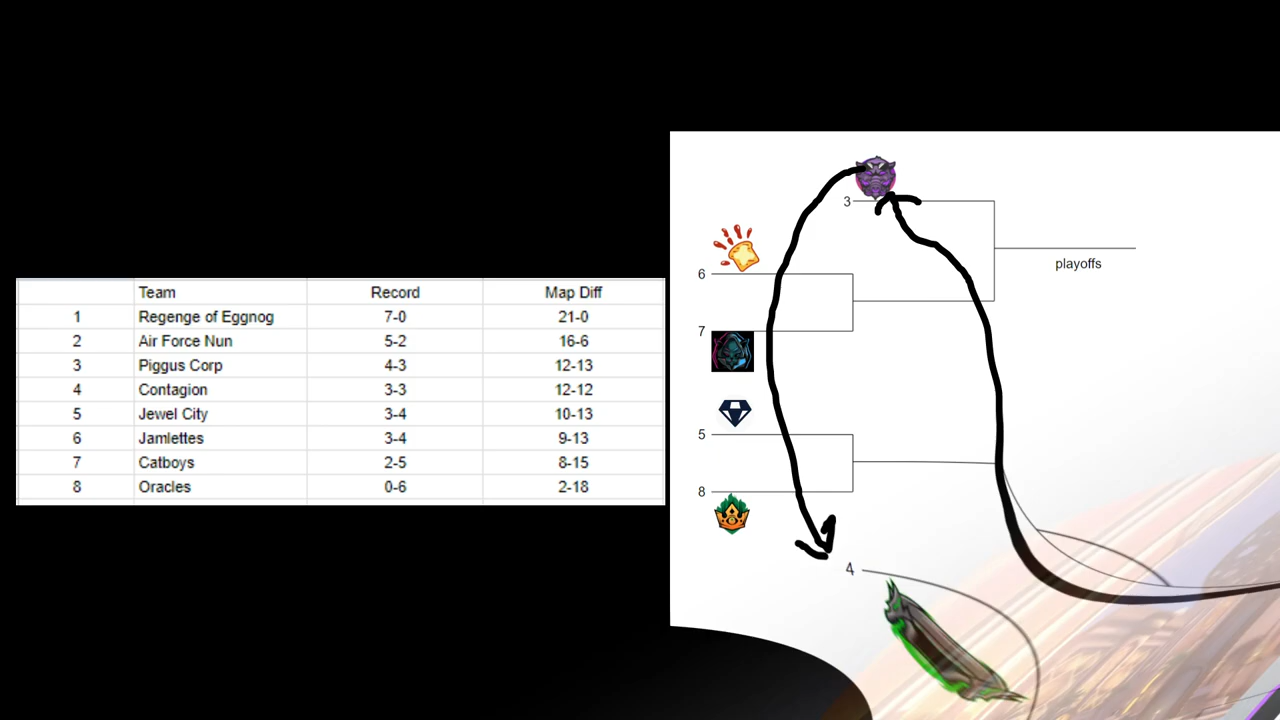 Team Record Map Diff
1 Regenge of Eggnog 7-0 21-0
2 Air Force Nun 5-2 16-6
3 Piggus Corp 4-3 12-13
4 Contagion 3-3 12-12
5 Jewel City 3-4 10-13
6 Jamlettes 3-4 9-13
7 Catboys 2-5 8-15
8 Oracles 0-6 2-18
3
playoffs
6
7
5
8
4